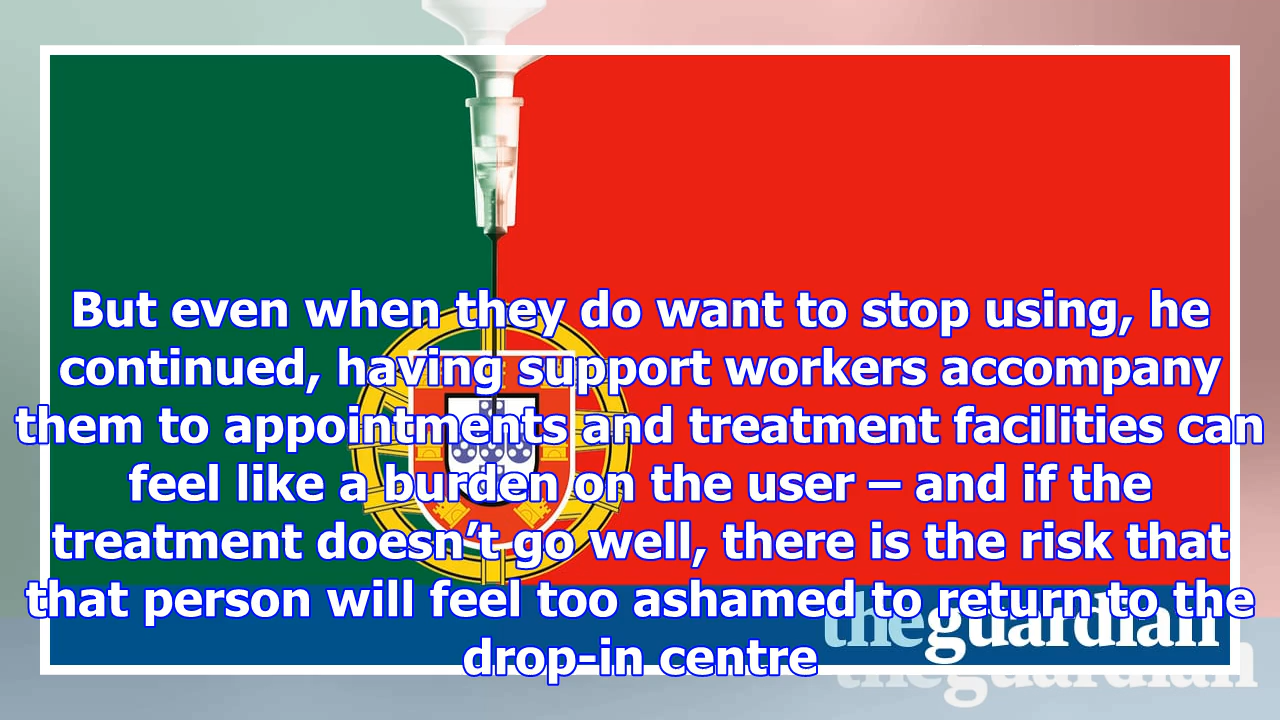 But even when they do want to stop using, he
continued, having support workers accompany
them to appointments and treatment facilities can
feel like a burden on the user – and if the
treatment doesn’t go well, there is the risk that
that person will feel too ashamed to return to the
drop-in centre
theguardian
theguardian